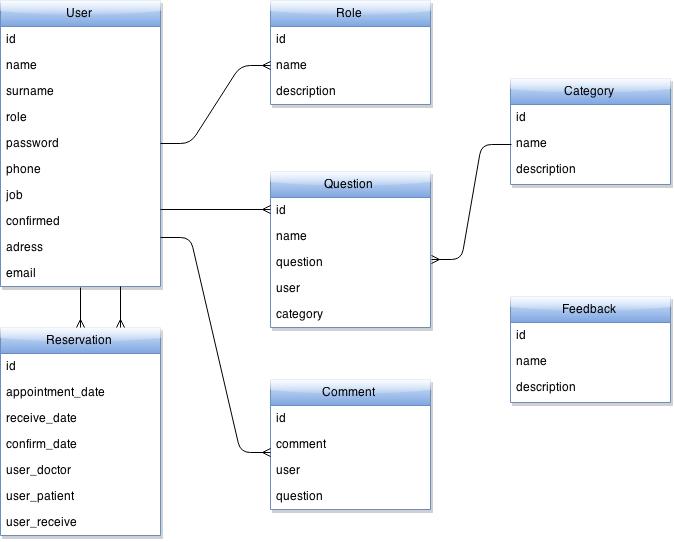 User
id
name
surname
role
password
phone
job
confirmed
adress
email
Role
id
name
description
Category
id
name
description
Question
id
name
question
user
category
Feedback
id
name
description
Reservation
id
appointment_date
receive_date
confirm_date
user_doctor
user_patient
user_receive
Comment
id
comment
user
question